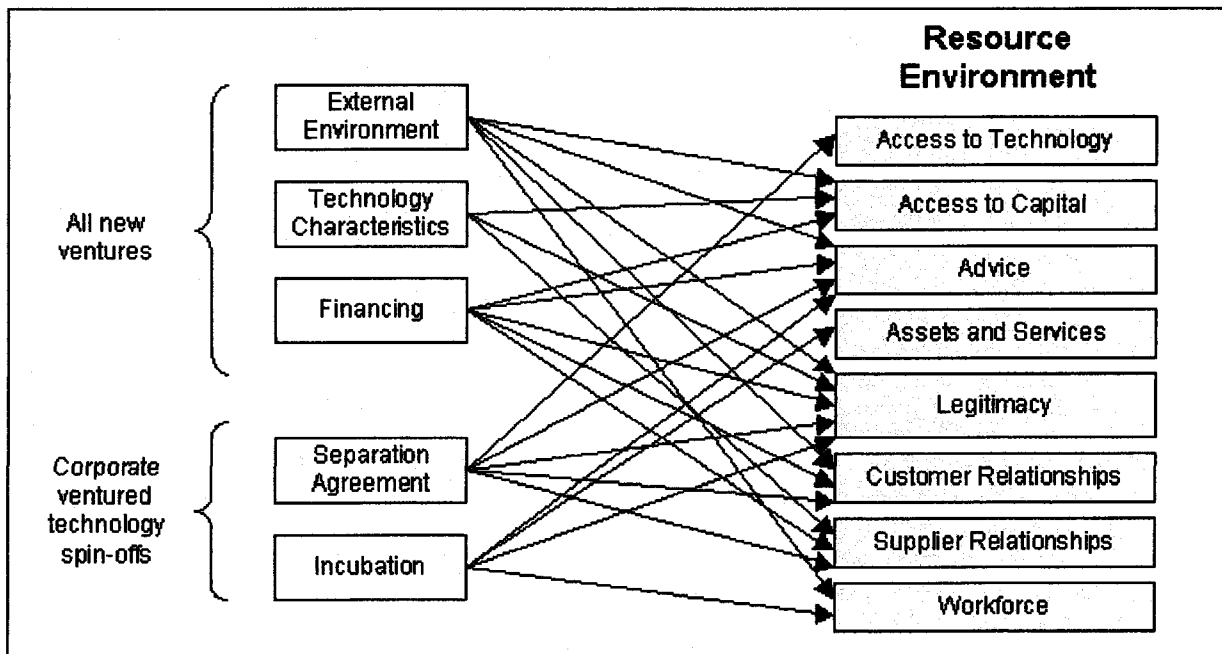 Resource
Environment
All new
ventures
External
Environment
Technology
Characteristics
Financing
Corporate
ventured
technology
spin-offs
Separation
Agreement
Incubation
Access to Technology
Access to Capital
Advice
Assets and Services
Legitimacy
Customer Relationships
Supplier Relationships
Workforce